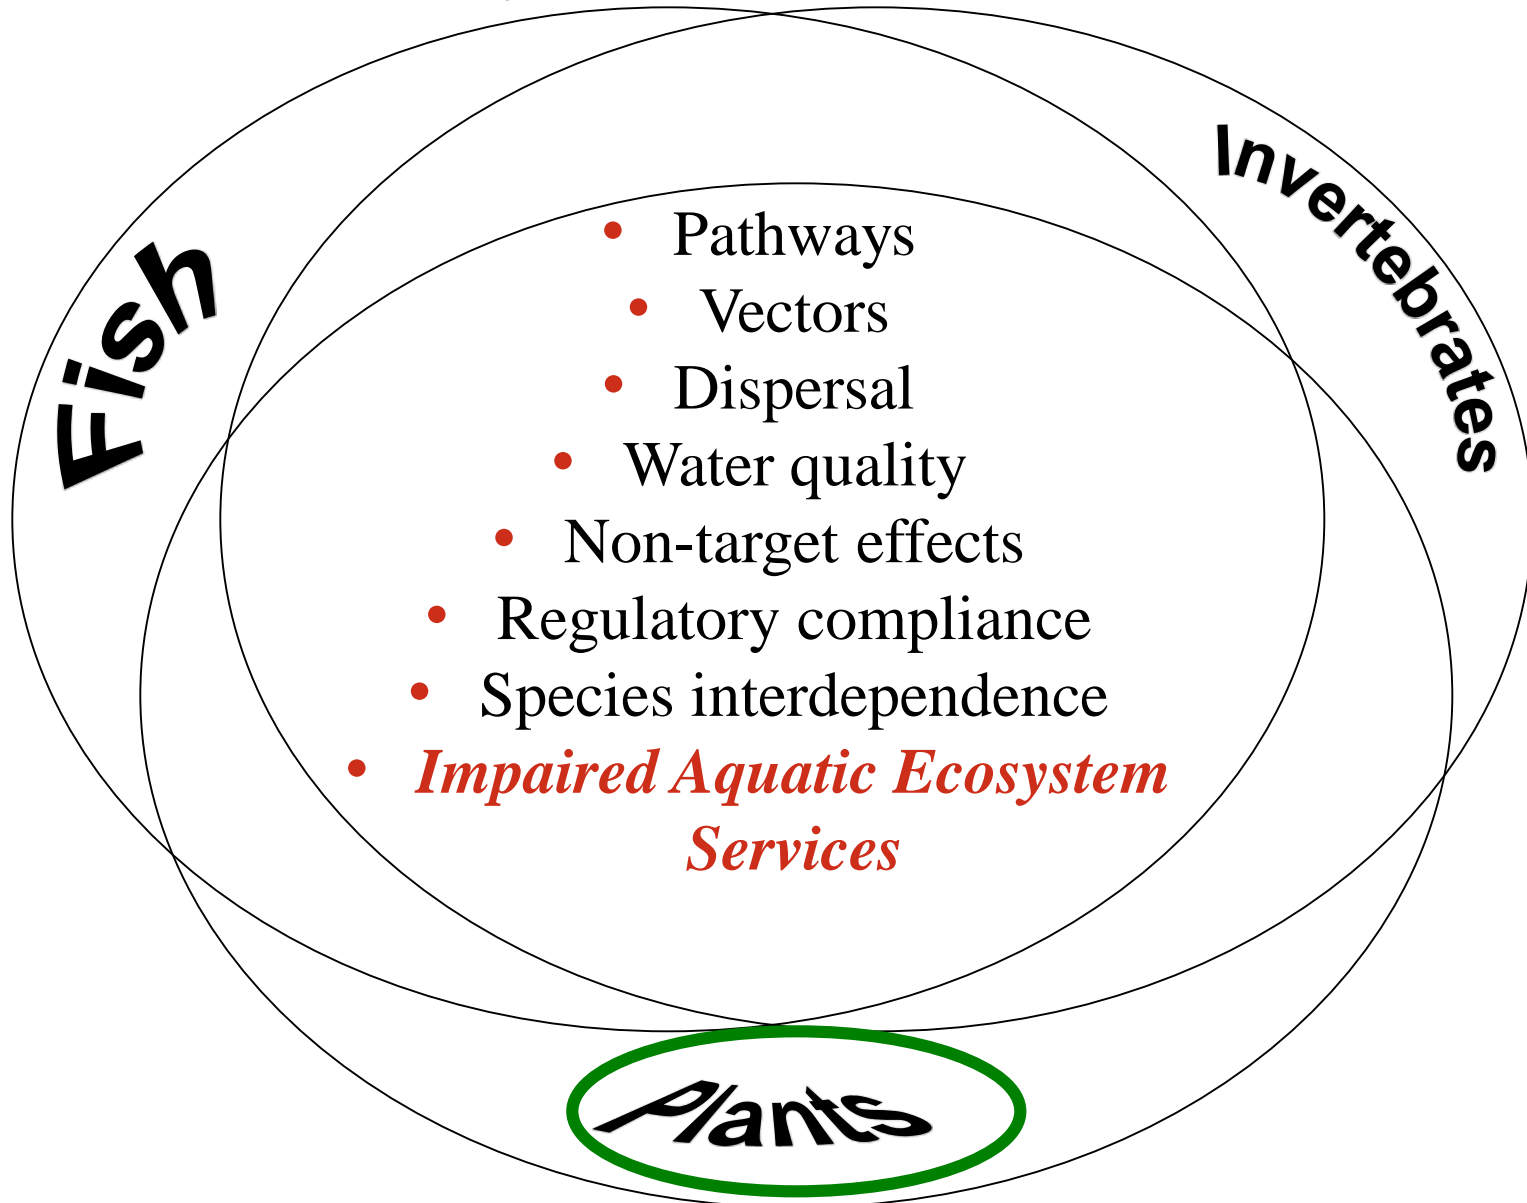 Fish
Invertebrates
• Pathways
• Vectors
• Dispersal
• Water quality
• Non-target effects
• Regulatory compliance
• Species interdependence
• Impaired Aquatic Ecosystem
Services
Plants